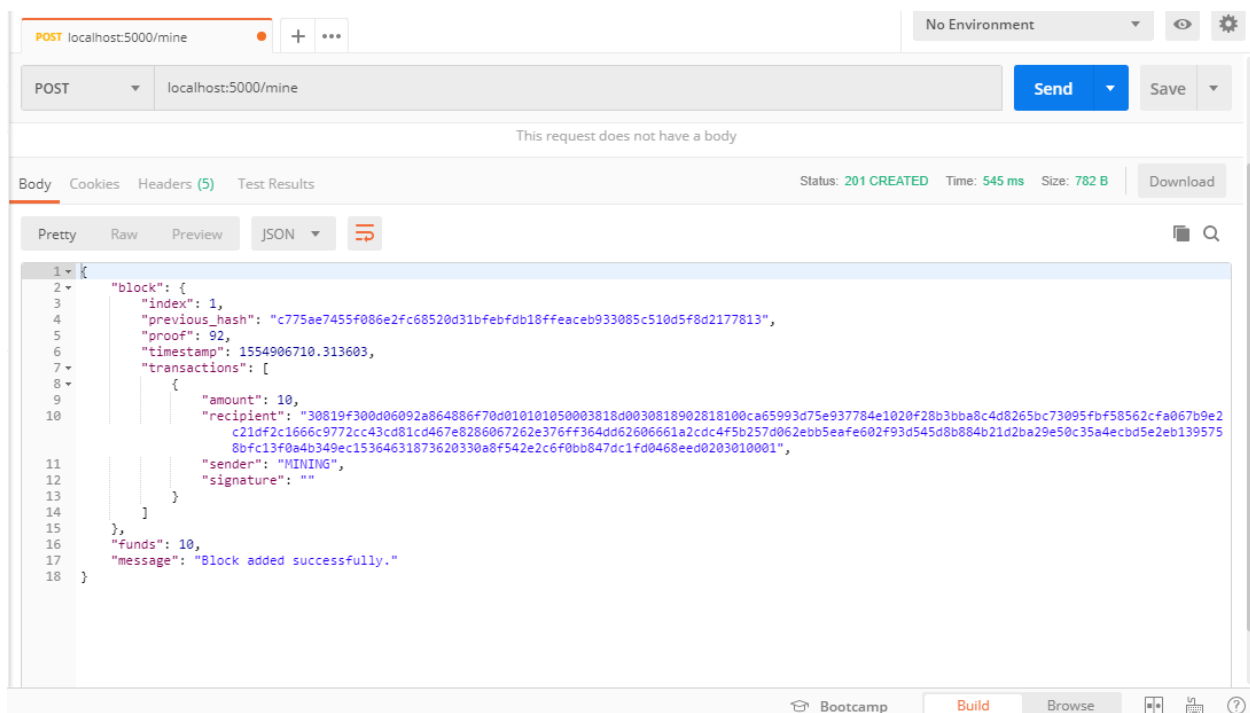 POST localhost:5000/mine
No Environment
POST localhost:5000/mine Send Save
This request does not have a body
Body Cookies Headers (5) Test Results Status: 201 CREATED Time: 545 ms Size: 782 B Download
Pretty Raw Preview JSON
1 {
2 "block": {
3 "index": 1,
4 "previous_hash": "c775ae7455f086e2fc68520d31bfebfdb18ffeaceb933085c510d5f8d2177813",
5 "proof": 92,
6 "timestamp": 1554906710.313603,
7 "transactions": [
8 {
9 "amount": 10,
10 "recipient": "30819f300d06092a864886f70d010101050003818d0030818902818100ca65993d75e937784e1020f28b3bba8c4d8265bc73095fbf58562cfa067b9e2
c21df2c1666c9772cc43cd81cd467e8286067262e376ff364dd62606661a2cdc4f5b257d062ebb5eafe602f93d545d8b884b21d2ba29e50c35a4ecbd5e2eb139575
8bfc13f0a4b349ec15364631873620330a8f542e2c6f0bb847dc1fd0468eed0203010001",
11 "sender": "MINING",
12 "signature": ""
13 }
14 ]
15 },
16 "funds": 10,
17 "message": "Block added successfully."
18 }
Bootcamp Build Browse